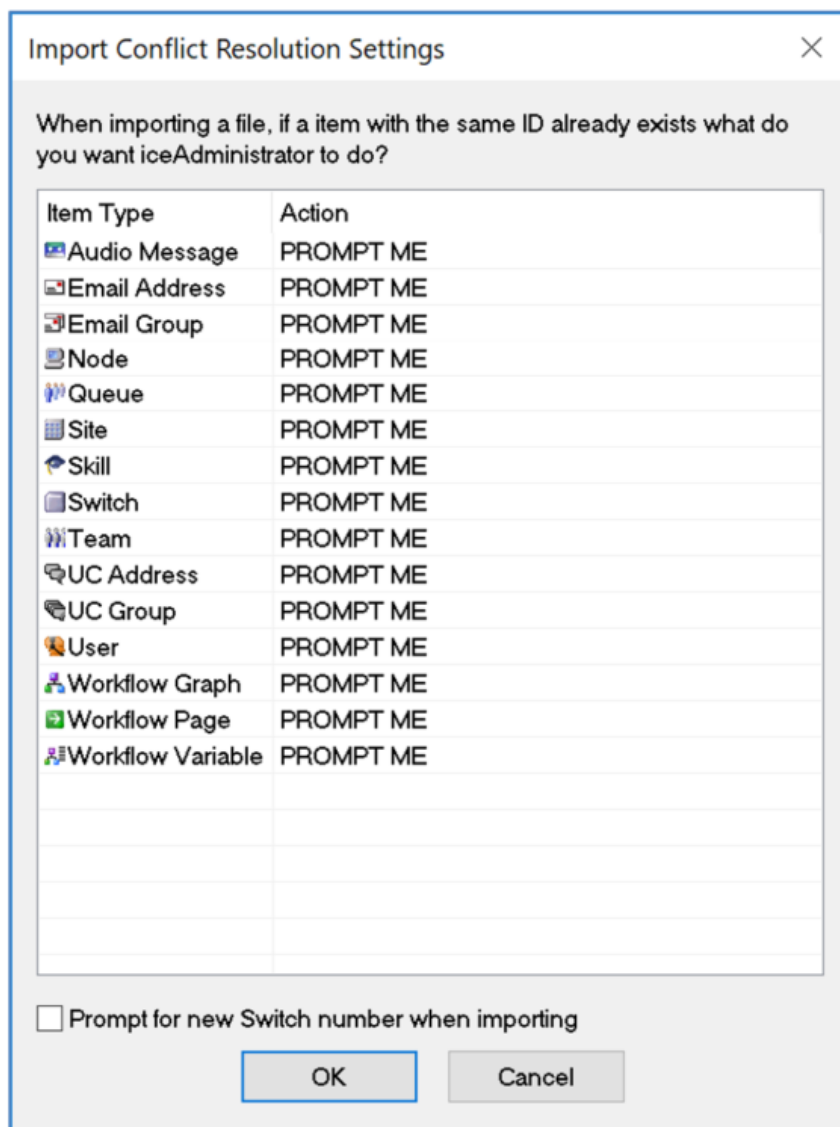 Import Conflict Resolution Settings
When importing a file, if a item with the same ID already exists what do
you want iceAdministrator to do?
Item Type Action
Audio Message PROMPT ME
Email Address PROMPT ME
Email Group PROMPT ME
Node PROMPT ME
Queue PROMPT ME
Site PROMPT ME
Skill PROMPT ME
Switch PROMPT ME
Team PROMPT ME
UC Address PROMPT ME
UC Group PROMPT ME
User PROMPT ME
Workflow Graph PROMPT ME
Workflow Page PROMPT ME
Workflow Variable PROMPT ME
Prompt for new Switch number when importing
OK Cancel